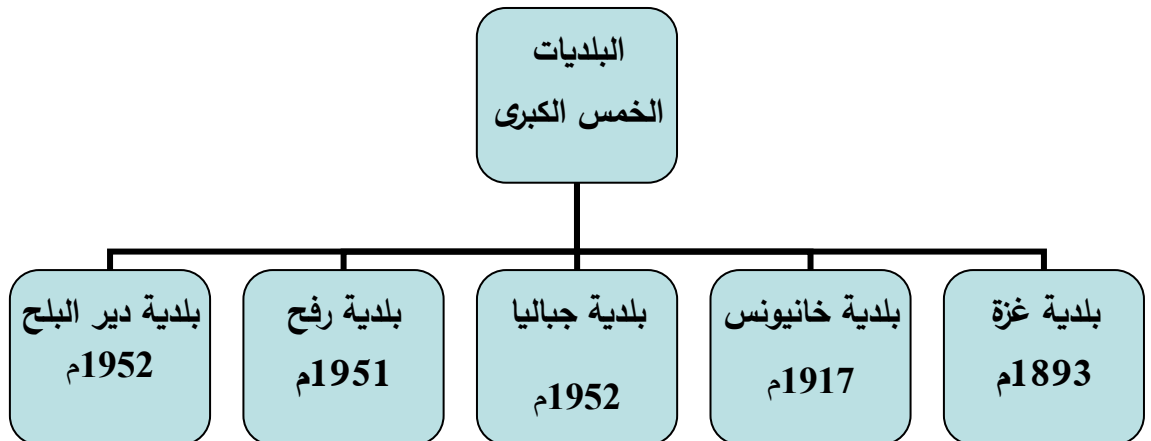 البلديات
الخمس الكبرى
بلدية غزة
1893م
بلدية خانيونس
1917م
بلدية جباليا
1952م
بلدية رفح
1951م
بلدية دير البلح
1952م